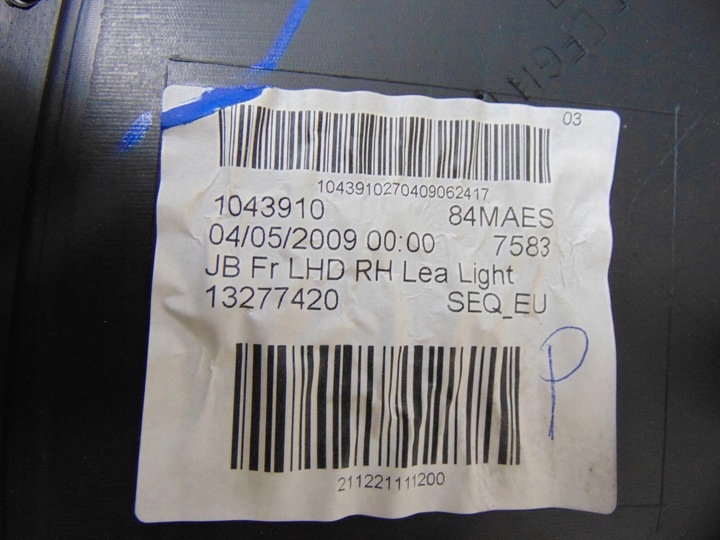 03
1043910270409062417
1043910 84MAES
04/05/2009 00:00 7583
JB Fr LHD RH Lea Light
13277420 SEQ_EU
P
211221111200